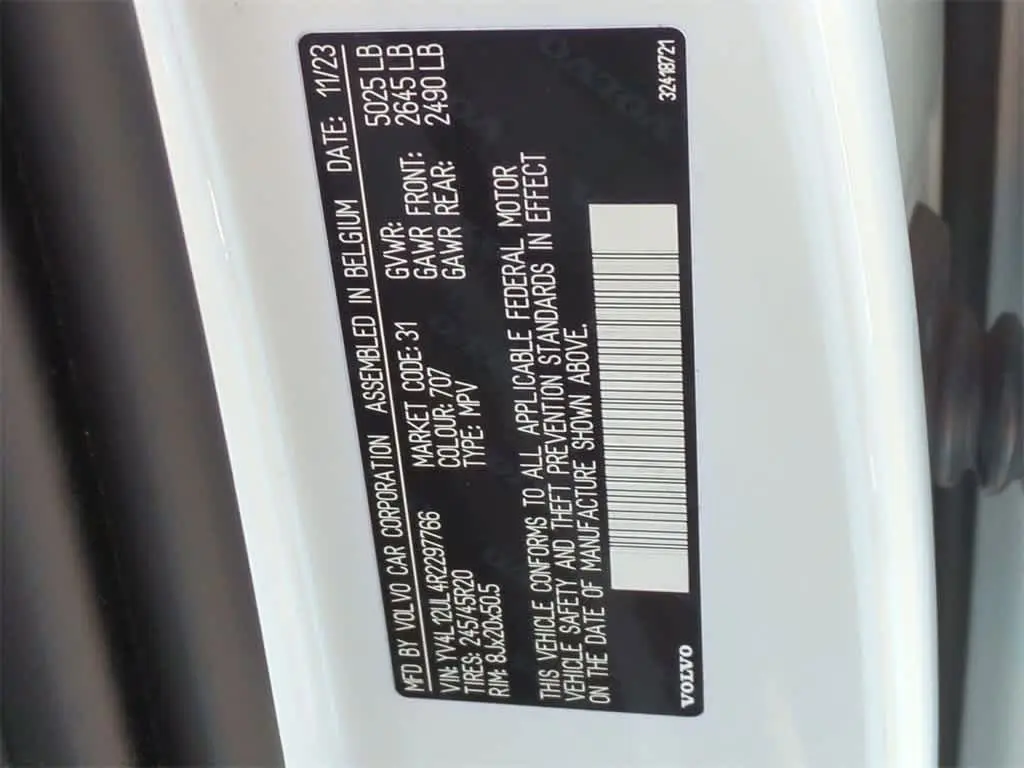 MFD BY VOLVO CAR CORPORATION ASSEMBLED IN BELGIUM DATE: 11/23
VIN: YV4L12UL4R2297766 MARKET CODE: 31 GVWR: 5025 LB
TIRES: 245/45R20 COLOUR: 707 GAWR FRONT: 2645 LB
RIM: 8Jx20x50.5 TYPE: MPV GAWR REAR: 2490 LB
THIS VEHICLE CONFORMS TO ALL APPLICABLE FEDERAL MOTOR
VEHICLE SAFETY AND THEFT PREVENTION STANDARDS IN EFFECT
ON THE DATE OF MANUFACTURE SHOWN ABOVE.
VOLVO 32418721